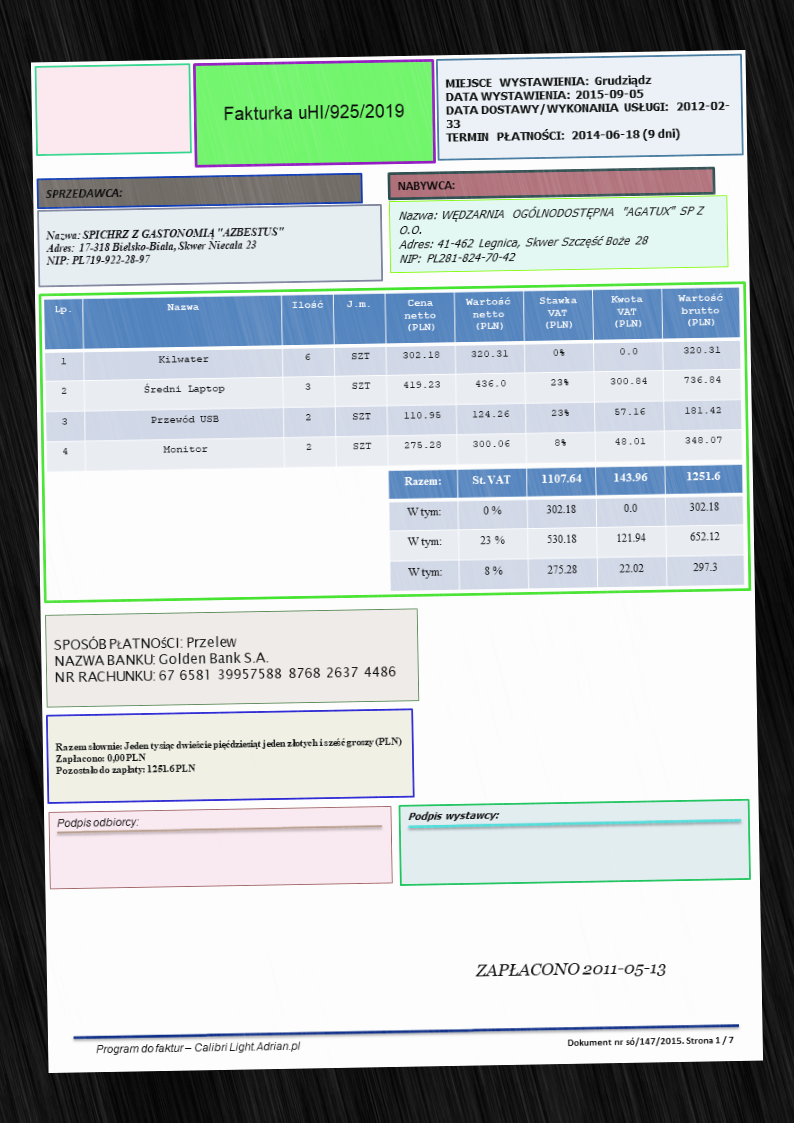 Fakturka uHI/925/2019
MIEJSCE WYSTAWIENIA: Grudziądz
DATA WYSTAWIENIA: 2015-09-05
DATA DOSTAWY/WYKONANIA USŁUGI: 2012-02-
33
TERMIN PŁATNOŚCI: 2014-06-18 (9 dni)
SPRZEDAWCA:
Nazwa: SPICHRZ Z GASTONOMIĄ "AZBESTUS"
Adres: 17-318 Bielsko-Biała, Skwer Niecała 23
NIP: PL719-922-28-97
NABYWCA:
Nazwa: WĘDZARNIA OGÓLNODOSTĘPNA "AGATUX" SP Z
O.O.
Adres: 41-462 Legnica, Skwer Szczęść Boże 28
NIP: PL281-824-70-42
Lp. Nazwa Ilość J.m. Cena netto (PLN) Wartość netto (PLN) Stawka VAT (PLN) Kwota VAT (PLN) Wartość brutto (PLN)
1 Kilwater 6 SZT 302.18 320.31 0% 0.0 320.31
2 Średni Laptop 3 SZT 419.23 436.0 23% 300.84 736.84
3 Przewód USB 2 SZT 110.95 124.26 23% 57.16 181.42
4 Monitor 2 SZT 275.28 300.06 8% 48.01 348.07
Razem: St. VAT 1107.64 143.96 1251.6
W tym: 0 % 302.18 0.0 302.18
W tym: 23 % 530.18 121.94 652.12
W tym: 8 % 275.28 22.02 297.3
SPOSÓB PŁATNOŚCI: Przelew
NAZWA BANKU: Golden Bank S.A.
NR RACHUNKU: 67 6581 39957588 8768 2637 4486
Razem słownie: Jeden tysiąc dwieście pięćdziesiąt jeden złotych i sześć groszy (PLN)
Zapłacono: 0,00 PLN
Pozostało do zapłaty: 1251.6 PLN
Podpis odbiorcy:
Podpis wystawcy:
ZAPŁACONO 2011-05-13
Program do faktur – Calibri Light.Adrian.pl
Dokument nr só/147/2015. Strona 1 / 7